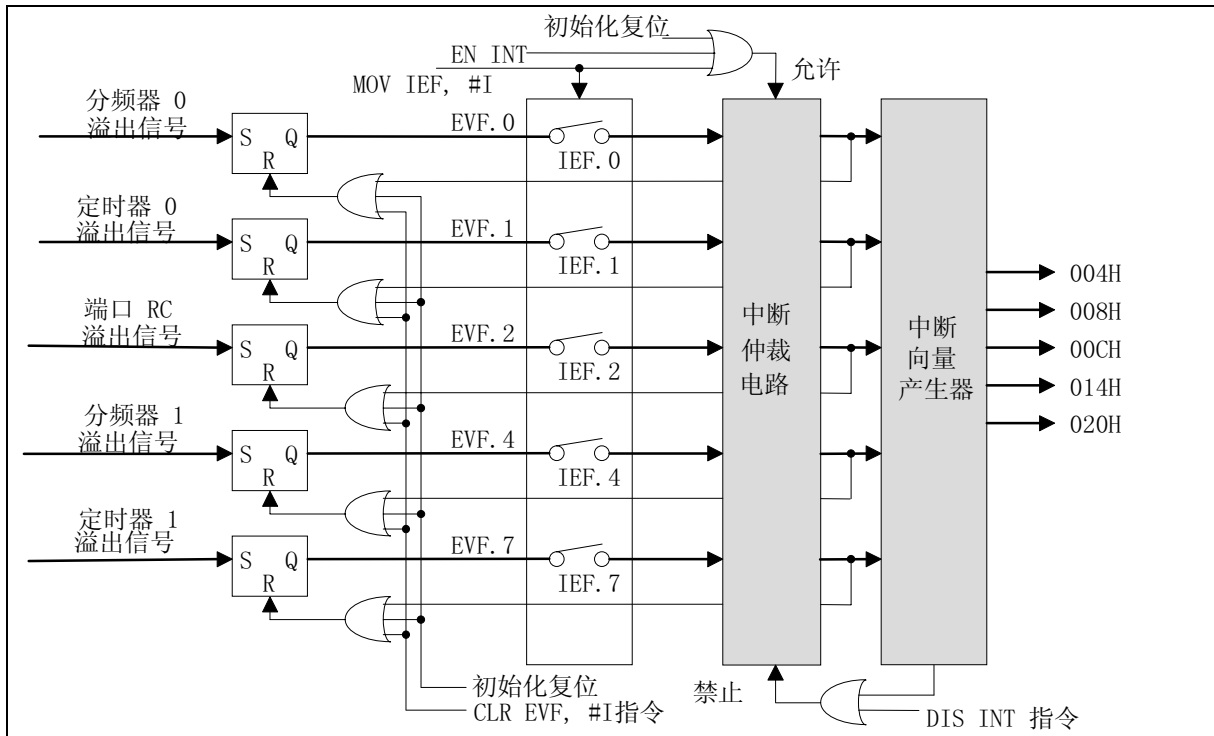 初始化复位
EN INT
MOV IEF, #I
允许
分频器 0
溢出信号
S Q
R
EVF.0
IEF.0
定时器 0
溢出信号
S Q
R
EVF.1
IEF.1
端口 RC
溢出信号
S Q
R
EVF.2
IEF.2
分频器 1
溢出信号
S Q
R
EVF.4
IEF.4
定时器 1
溢出信号
S Q
R
EVF.7
IEF.7
中断
仲裁
电路
中断
向量
产生器
004H
008H
00CH
014H
020H
初始化复位
CLR EVF, #I指令
禁止
DIS INT 指令